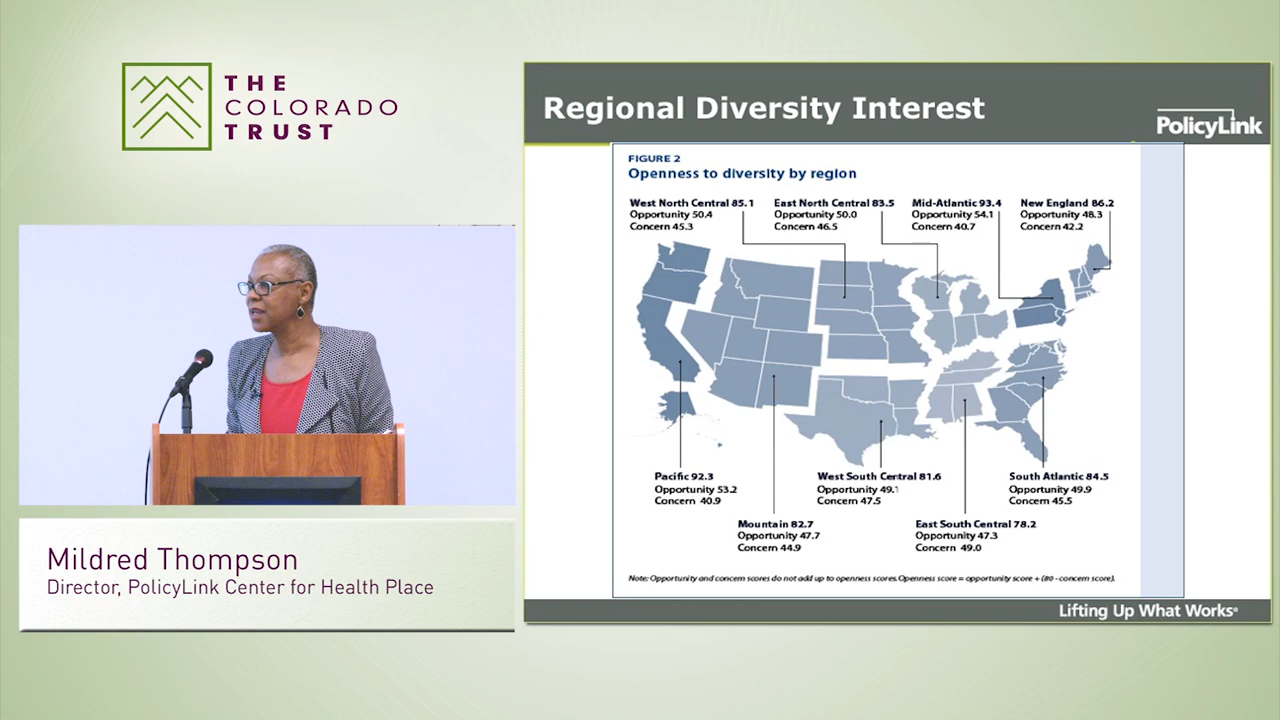 THE
COLORADO
TRUST
Mildred Thompson
Director, PolicyLink Center for Health Place
Regional Diversity Interest
PolicyLink
FIGURE 2
Openness to diversity by region
West North Central 85.1
Opportunity 50.4
Concern 45.3
East North Central 83.5
Opportunity 50.0
Concern 46.5
Mid-Atlantic 93.4
Opportunity 54.1
Concern 40.7
New England 86.2
Opportunity 48.3
Concern 42.2
Pacific 92.3
Opportunity 53.2
Concern 40.9
Mountain 82.7
Opportunity 47.7
Concern 44.9
West South Central 81.6
Opportunity 49.1
Concern 47.5
East South Central 78.2
Opportunity 47.3
Concern 49.0
South Atlantic 84.5
Opportunity 49.9
Concern 45.5
Note: Opportunity and concern scores do not add up to openness scores. Openness score = opportunity score + (80 - concern score).
Lifting Up What Works®